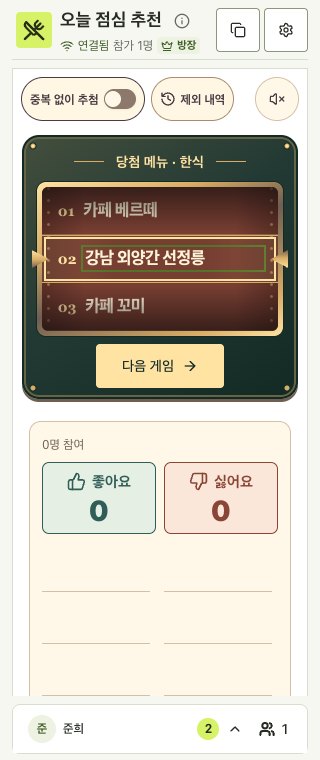 오늘 점심 추천
연결됨 참가 1명 방장
중복 없이 추첨
제외 내역
당첨 메뉴 · 한식
01 카페 베르떼
02 강남 외양간 선정릉
03 카페 꼬미
다음 게임 →
0명 참여
좋아요 싫어요
0 0
준 준희 2 1